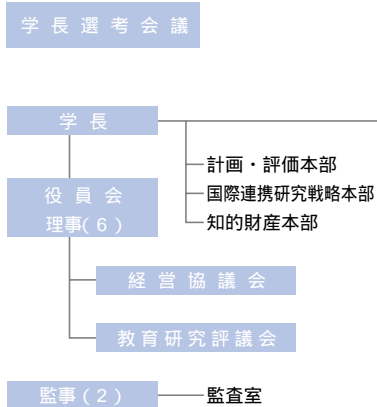 学長選考会議
学長
計画・評価本部
国際連携研究戦略本部
知的財産本部
役員会
理事(6)
経営協議会
教育研究評議会
監事(2)
監査室